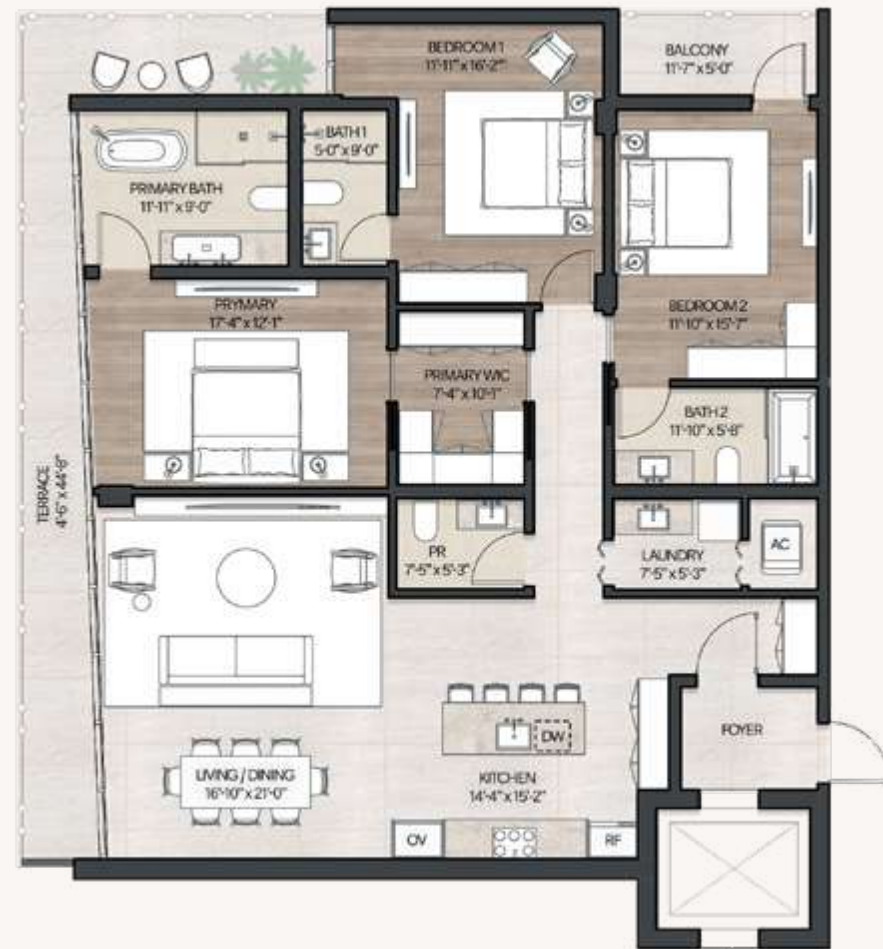 BEDROOM 1
11'-11" x 16'-2"
BALCONY
11'-7" x 5'-0"
BATH 1
5'-0" x 9'-0"
PRIMARY BATH
11'-11" x 9'-0"
PRYMARY
17'-4" x 12'-1"
BEDROOM 2
11'-10" x 15'-7"
PRIMARY WIC
7'-4" x 10'-1"
BATH 2
11'-10" x 5'-8"
TERRACE
4'-6" x 44'-8"
PR
7'-5" x 5'-3"
LAUNDRY
7'-5" x 5'-3"
AC
FOYER
DW
LIVING / DINING
16'-10" x 21'-0"
KITCHEN
14'-4" x 15'-2"
OV
RF